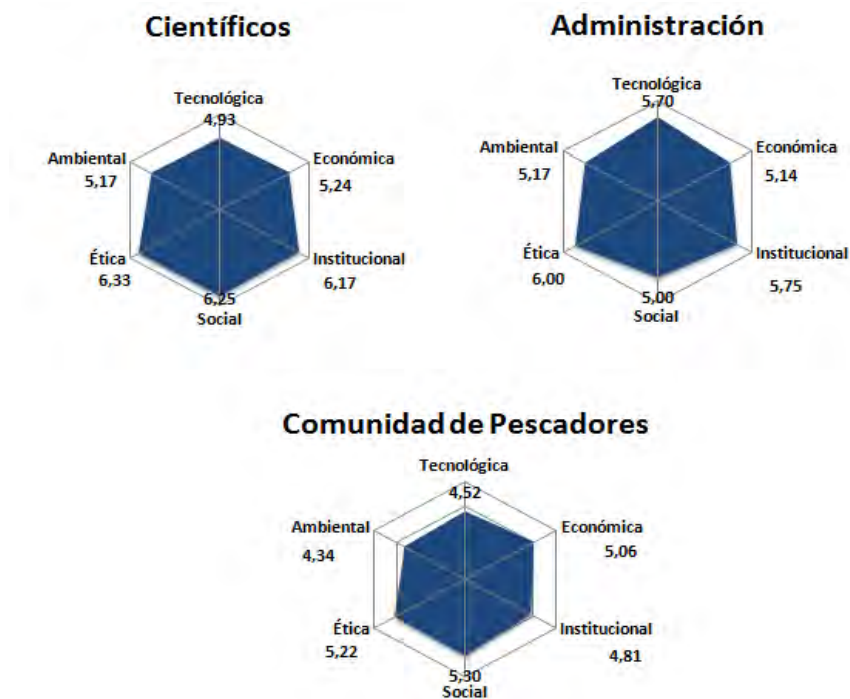 Científicos
Tecnológica
4,93
Ambiental
5,17
Económica
5,24
Ética
6,33
Institucional
6,17
6,25
Social
Administración
Tecnológica
5,70
Ambiental
5,17
Económica
5,14
Ética
6,00
Institucional
5,75
5,00
Social
Comunidad de Pescadores
Tecnológica
4,52
Ambiental
4,34
Económica
5,06
Ética
5,22
Institucional
4,81
5,30
Social